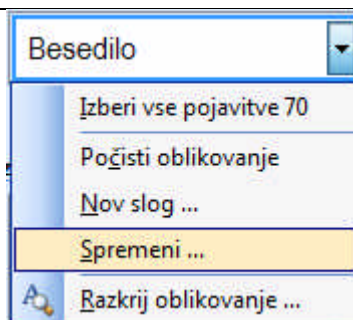 Besedilo
Izberi vse pojavitve 70
Počisti oblikovanje
Nov slog ...
Spremeni ...
Razkrij oblikovanje ...